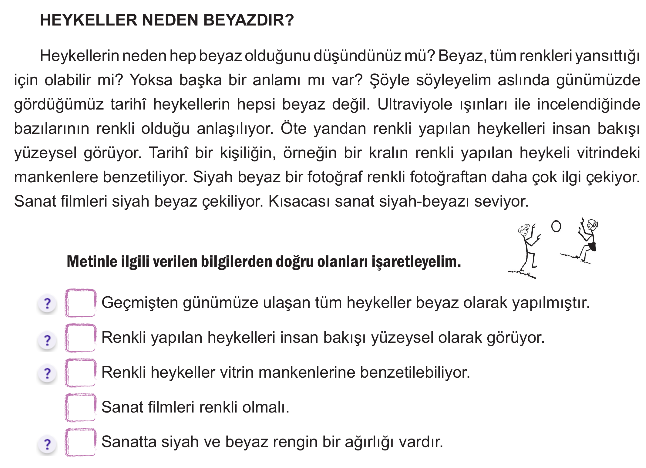 HEYKELLER NEDEN BEYAZDIR?
Heykellerin neden hep beyaz olduğunu düşündünüz mü? Beyaz, tüm renkleri yansıttığı
için olabilir mi? Yoksa başka bir anlamı mı var? Şöyle söyleyelim aslında günümüzde
gördüğümüz tarihî heykellerin hepsi beyaz değil. Ultraviyole ışınları ile incelendiğinde
bazılarının renkli olduğu anlaşılıyor. Öte yandan renkli yapılan heykelleri insan bakışı
yüzeysel görüyor. Tarihî bir kişiliğin, örneğin bir kralın renkli yapılan heykeli vitrindeki
mankenlere benzetiliyor. Siyah beyaz bir fotoğraf renkli fotoğraftan daha çok ilgi çekiyor.
Sanat filmleri siyah beyaz çekiliyor. Kısacası sanat siyah-beyazı seviyor.
Metinle ilgili verilen bilgilerden doğru olanları işaretleyelim.
? Geçmişten günümüze ulaşan tüm heykeller beyaz olarak yapılmıştır.
? Renkli yapılan heykelleri insan bakışı yüzeysel olarak görüyor.
? Renkli heykeller vitrin mankenlerine benzetilebiliyor.
Sanat filmleri renkli olmalı.
? Sanatta siyah ve beyaz rengin bir ağırlığı vardır.